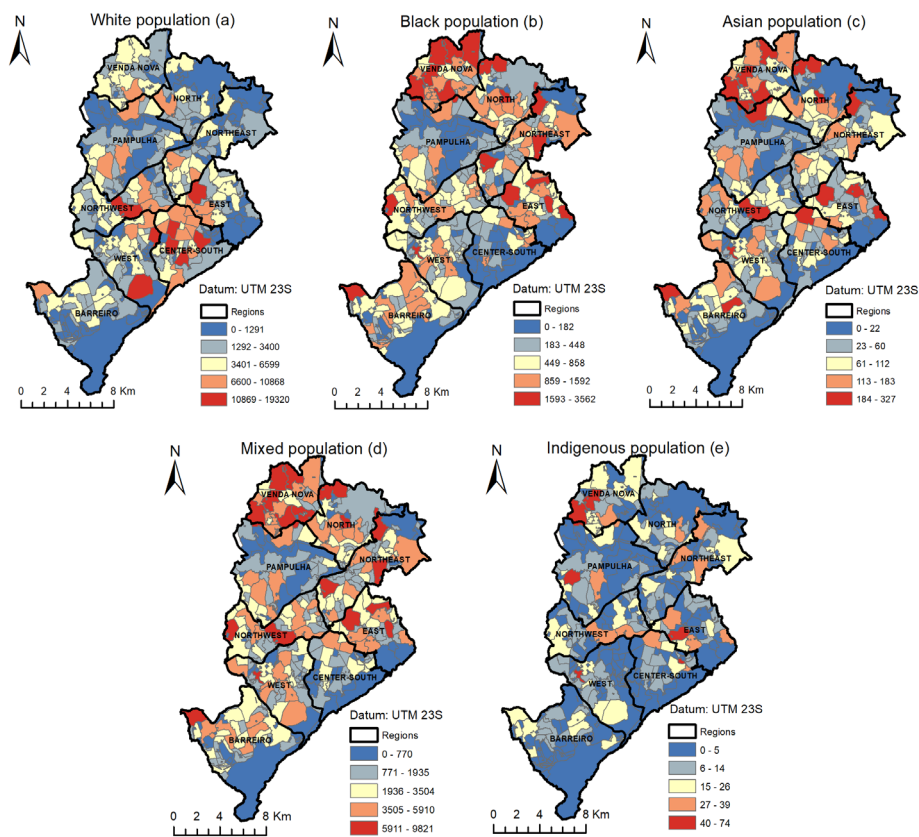 White population (a)
N
VENDA NOVA
NORTH
NORTHEAST
PAMPULHA
NORTHWEST
EAST
CENTER-SOUTH
WEST
BARREIRO
Datum: UTM 23S
Regions
0 - 1291
1292 - 3400
3401 - 6599
6600 - 10868
10869 - 19320
0 2 4 8 Km
Black population (b)
N
VENDA NOVA
NORTH
NORTHEAST
PAMPULHA
NORTHWEST
EAST
CENTER-SOUTH
WEST
BARREIRO
Datum: UTM 23S
Regions
0 - 182
183 - 448
449 - 858
859 - 1592
1593 - 3562
0 2 4 8 Km
Asian population (c)
N
VENDA NOVA
NORTH
NORTHEAST
PAMPULHA
NORTHWEST
EAST
CENTER-SOUTH
WEST
BARREIRO
Datum: UTM 23S
Regions
0 - 22
23 - 60
61 - 112
113 - 183
184 - 327
0 2 4 8 Km
Mixed population (d)
N
VENDA NOVA
NORTH
NORTHEAST
PAMPULHA
NORTHWEST
EAST
CENTER-SOUTH
WEST
BARREIRO
Datum: UTM 23S
Regions
0 - 770
771 - 1935
1936 - 3504
3505 - 5910
5911 - 9821
0 2 4 8 Km
Indigenous population (e)
N
VENDA NOVA
NORTH
NORTHEAST
PAMPULHA
NORTHWEST
EAST
CENTER-SOUTH
WEST
BARREIRO
Datum: UTM 23S
Regions
0 - 5
6 - 14
15 - 26
27 - 39
40 - 74
0 2 4 8 Km